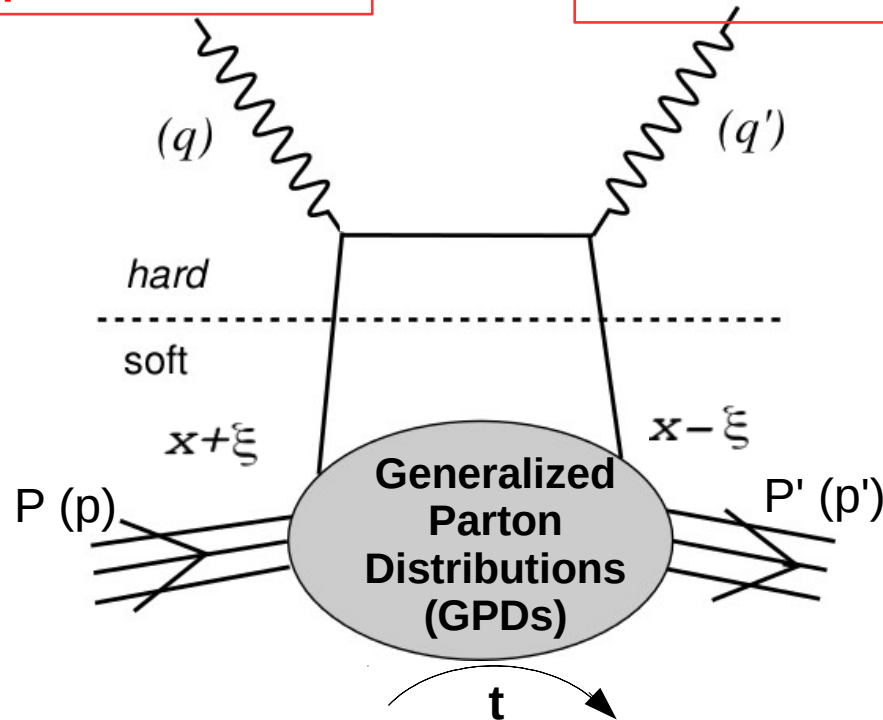 (q)
(q')
hard
soft
x+ξ
x−ξ
P (p)
P' (p')
Generalized
Parton
Distributions
(GPDs)
t